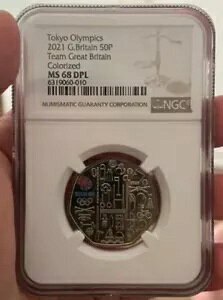 Tokyo Olympics
2021 G.Britain 50P
Team Great Britain
Colorized
MS 68 DPL
6319060-010
NUMISMATIC GUARANTY CORPORATION
NGC